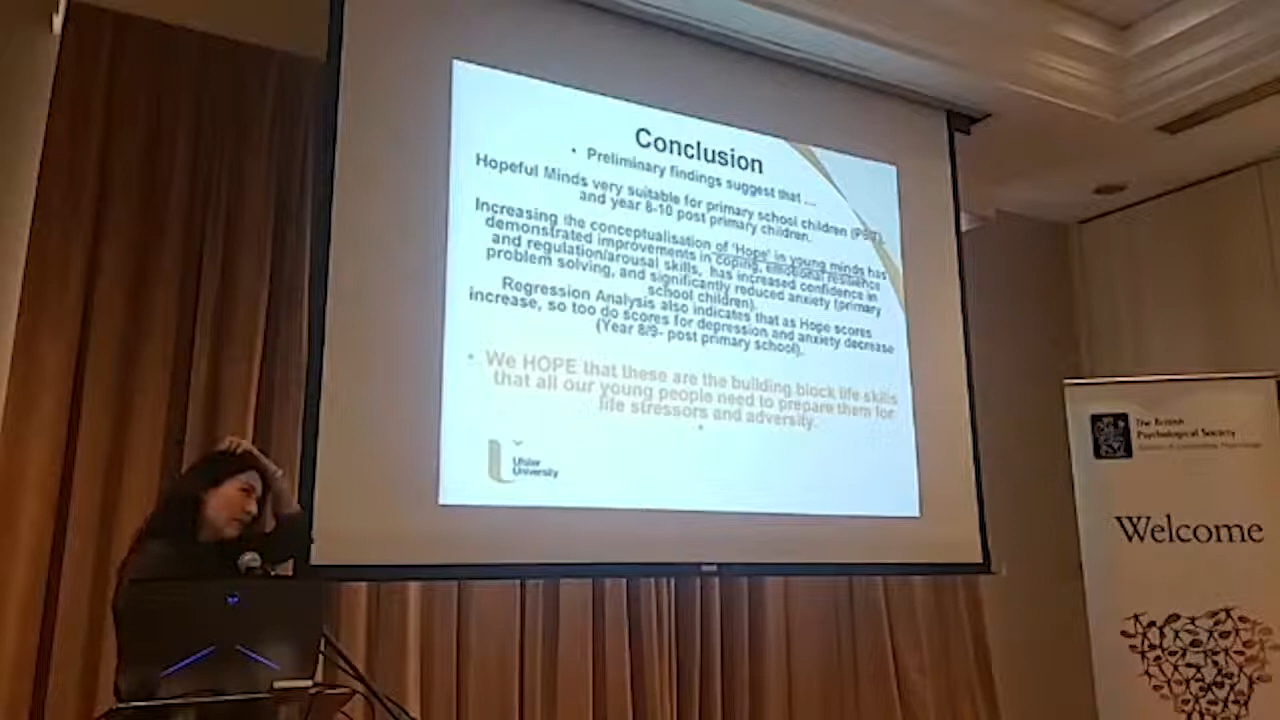 Conclusion
• Preliminary findings suggest that ....
Hopeful Minds very suitable for primary school children (P6/7),
and year 8-10 post primary children.
Increasing the conceptualisation of 'Hope' in young minds has
demonstrated improvements in coping, emotional resilience
and regulation/arousal skills, has increased confidence in
problem solving, and significantly reduced anxiety (primary
school children).
Regression Analysis also indicates that as Hope scores
increase, so too do scores for depression and anxiety decrease
(Year 8/9- post primary school).
• We HOPE that these are the building block life skills
that all our young people need to prepare them for
life stressors and adversity.
Ulster
University
The British
Psychological Society
Welcome